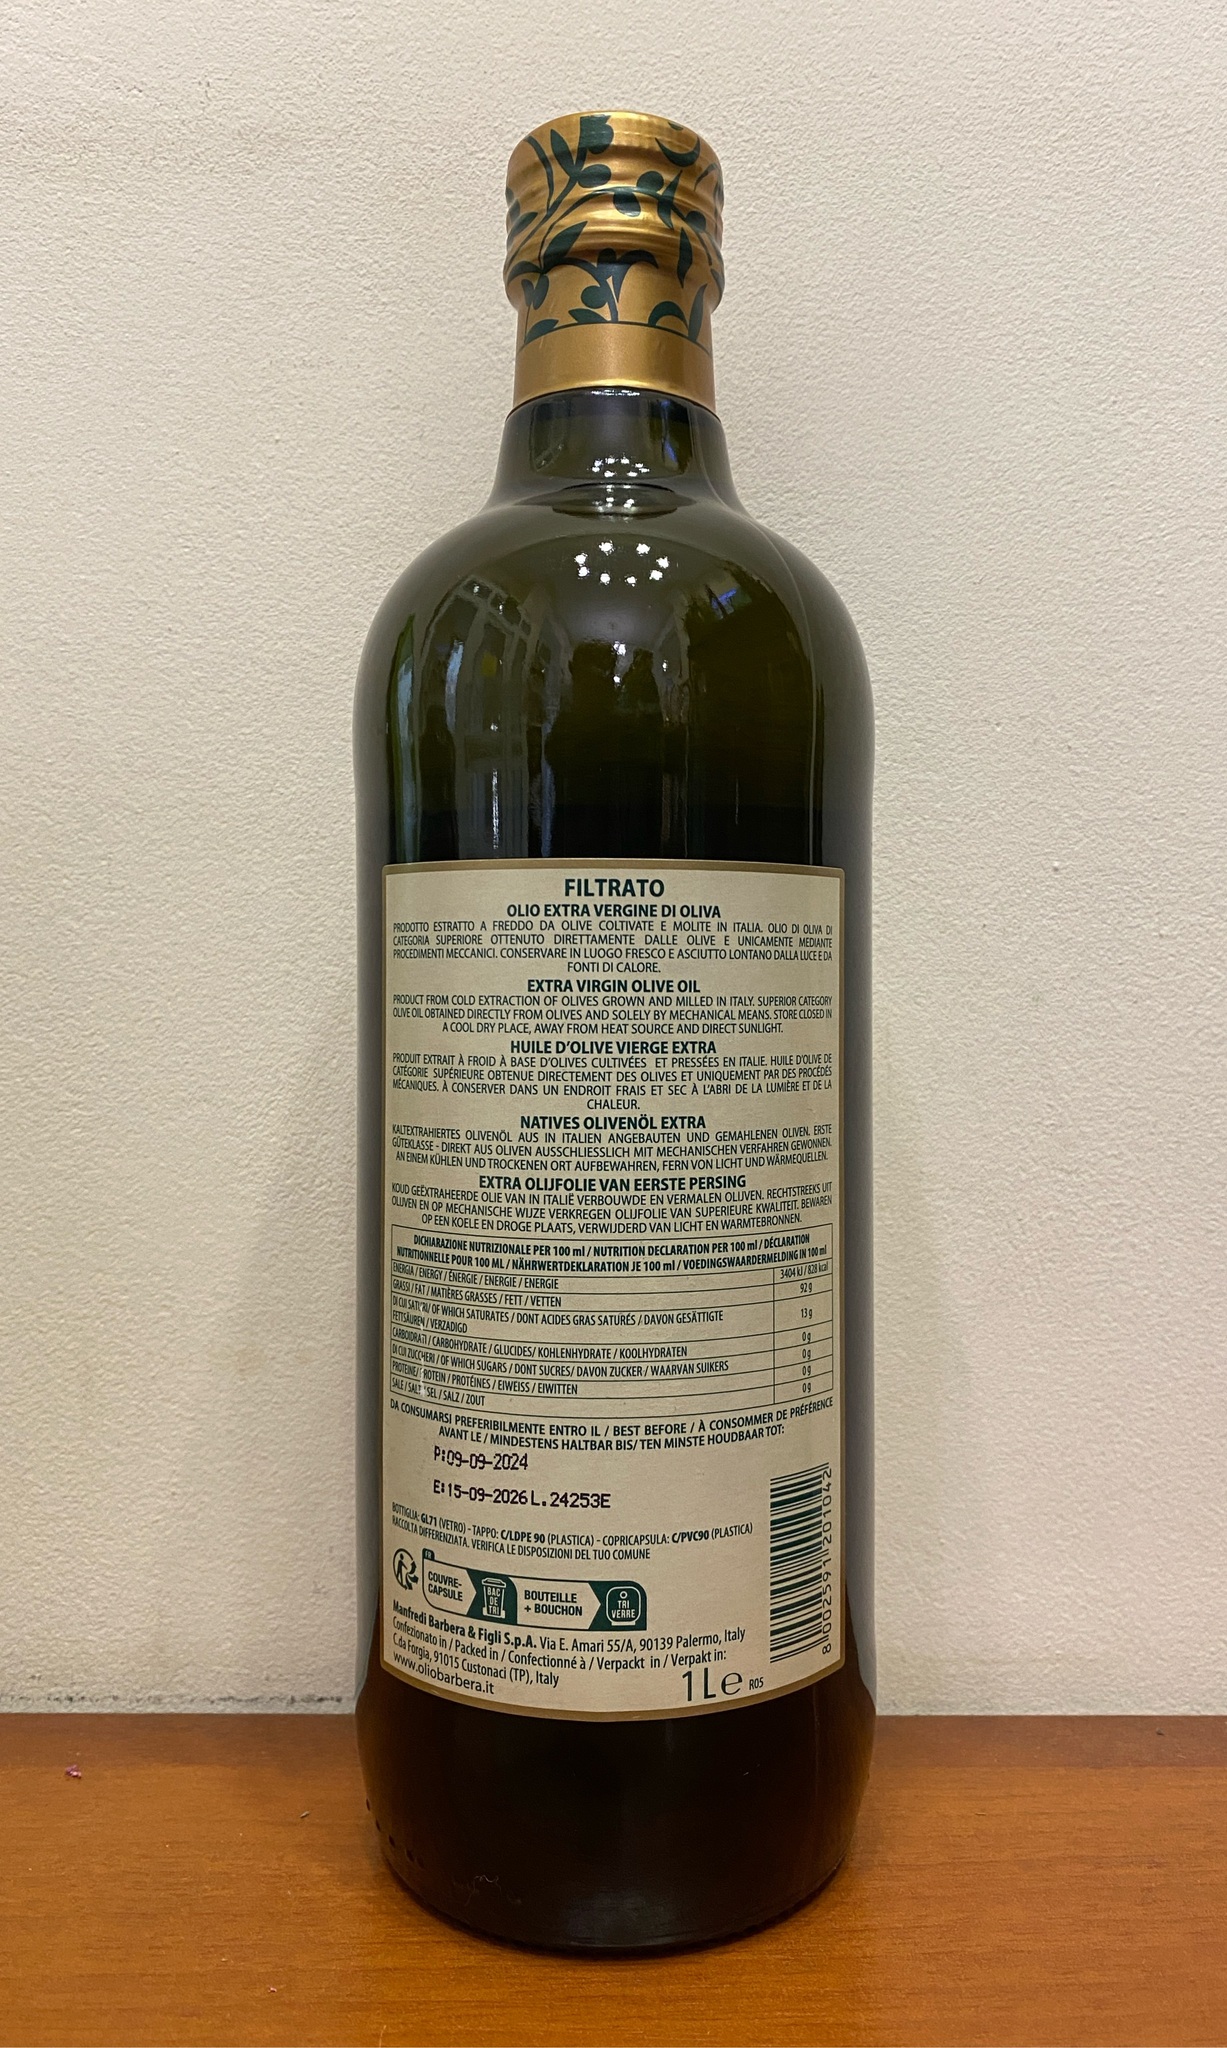 FILTRATO
OLIO EXTRA VERGINE DI OLIVA
PRODOTTO ESTRATTO A FREDDO DA OLIVE COLTIVATE E MOLITE IN ITALIA. OLIO DI OLIVA DI
CATEGORIA SUPERIORE OTTENUTO DIRETTAMENTE DALLE OLIVE E UNICAMENTE MEDIANTE
PROCEDIMENTI MECCANICI. CONSERVARE IN LUOGO FRESCO E ASCIUTTO LONTANO DALLA LUCE E DA
FONTI DI CALORE.
EXTRA VIRGIN OLIVE OIL
PRODUCT FROM COLD EXTRACTION OF OLIVES GROWN AND MILLED IN ITALY. SUPERIOR CATEGORY
OLIVE OIL OBTAINED DIRECTLY FROM OLIVES AND SOLELY BY MECHANICAL MEANS. STORE CLOSED IN
A COOL DRY PLACE, AWAY FROM HEAT SOURCE AND DIRECT SUNLIGHT.
HUILE D'OLIVE VIERGE EXTRA
PRODUIT EXTRAIT À FROID À BASE D'OLIVES CULTIVÉES ET PRESSÉES EN ITALIE. HUILE D'OLIVE DE
CATÉGORIE SUPÉRIEURE OBTENUE DIRECTEMENT DES OLIVES ET UNIQUEMENT PAR DES PROCÉDÉS
MÉCANIQUES. À CONSERVER DANS UN ENDROIT FRAIS ET SEC À L'ABRI DE LA LUMIÈRE ET DE LA
CHALEUR.
NATIVES OLIVENÖL EXTRA
KALTEXTRAHIERTES OLIVENÖL AUS IN ITALIEN ANGEBAUTEN UND GEMAHLENEN OLIVEN. ERSTE
GÜTEKLASSE - DIREKT AUS OLIVEN AUSSCHLIESSLICH MIT MECHANISCHEN VERFAHREN GEWONNEN.
AN EINEM KÜHLEN UND TROCKENEN ORT AUFBEWAHREN, FERN VON LICHT UND WÄRMEQUELLEN.
EXTRA OLIJFOLIE VAN EERSTE PERSING
KOUD GEËXTRAHEERDE OLIE VAN IN ITALIË VERBOUWDE EN VERMALEN OLIJVEN. RECHTSTREEKS UIT
OLIJVEN EN OP MECHANISCHE WIJZE VERKREGEN OLIJFOLIE VAN SUPERIEURE KWALITEIT. BEWAREN
OP EEN KOELE EN DROGE PLAATS, VERWIJDERD VAN LICHT EN WARMTEBRONNEN.
DICHIARAZIONE NUTRIZIONALE PER 100 ml / NUTRITION DECLARATION PER 100 ml / DÉCLARATION
NUTRITIONNELLE POUR 100 ML / NÄHRWERTDEKLARATION JE 100 ml / VOEDINGSWAARDERMELDING IN 100 ml
ENERGIA / ENERGY / ÉNERGIE / ENERGIE / ENERGIE 3404 kJ / 828 kcal
GRASSI / FAT / MATIÈRES GRASSES / FETT / VETTEN 92 g
DI CUI SATURI/ OF WHICH SATURATES / DONT ACIDES GRAS SATURÉS / DAVON GESÄTTIGTE
FETTSÄUREN / VERZADIGD 13 g
CARBOIDRATI / CARBOHYDRATE / GLUCIDES/ KOHLENHYDRATE / KOOLHYDRATEN 0 g
DI CUI ZUCCHERI / OF WHICH SUGARS / DONT SUCRES/ DAVON ZUCKER / WAARVAN SUIKERS 0 g
PROTEINE/ PROTEIN / PROTÉINES / EIWEISS / EIWITTEN 0 g
SALE / SALT / SEL / SALZ / ZOUT 0 g
DA CONSUMARSI PREFERIBILMENTE ENTRO IL / BEST BEFORE / À CONSOMMER DE PRÉFÉRENCE
AVANT LE / MINDESTENS HALTBAR BIS/ TEN MINSTE HOUDBAAR TOT:
P:09-09-2024
E:15-09-2026 L.24253E
BOTTIGLIA: GL71 (VETRO) - TAPPO: C/LDPE 90 (PLASTICA) - COPRICAPSULA: C/PVC90 (PLASTICA)
RACCOLTA DIFFERENZIATA. VERIFICA LE DISPOSIZIONI DEL TUO COMUNE
FR
COUVRE-
CAPSULE
BAC
DE
TRI
BOUTEILLE
+ BOUCHON
TRI
VERRE
8 002591 201042
Manfredi Barbera & Figli S.p.A. Via E. Amari 55/A, 90139 Palermo, Italy
Confezionato in / Packed in / Confectionné à / Verpackt in / Verpakt in:
C.da Forgia, 91015 Custonaci (TP), Italy
www.oliobarbera.it
1 L e R05